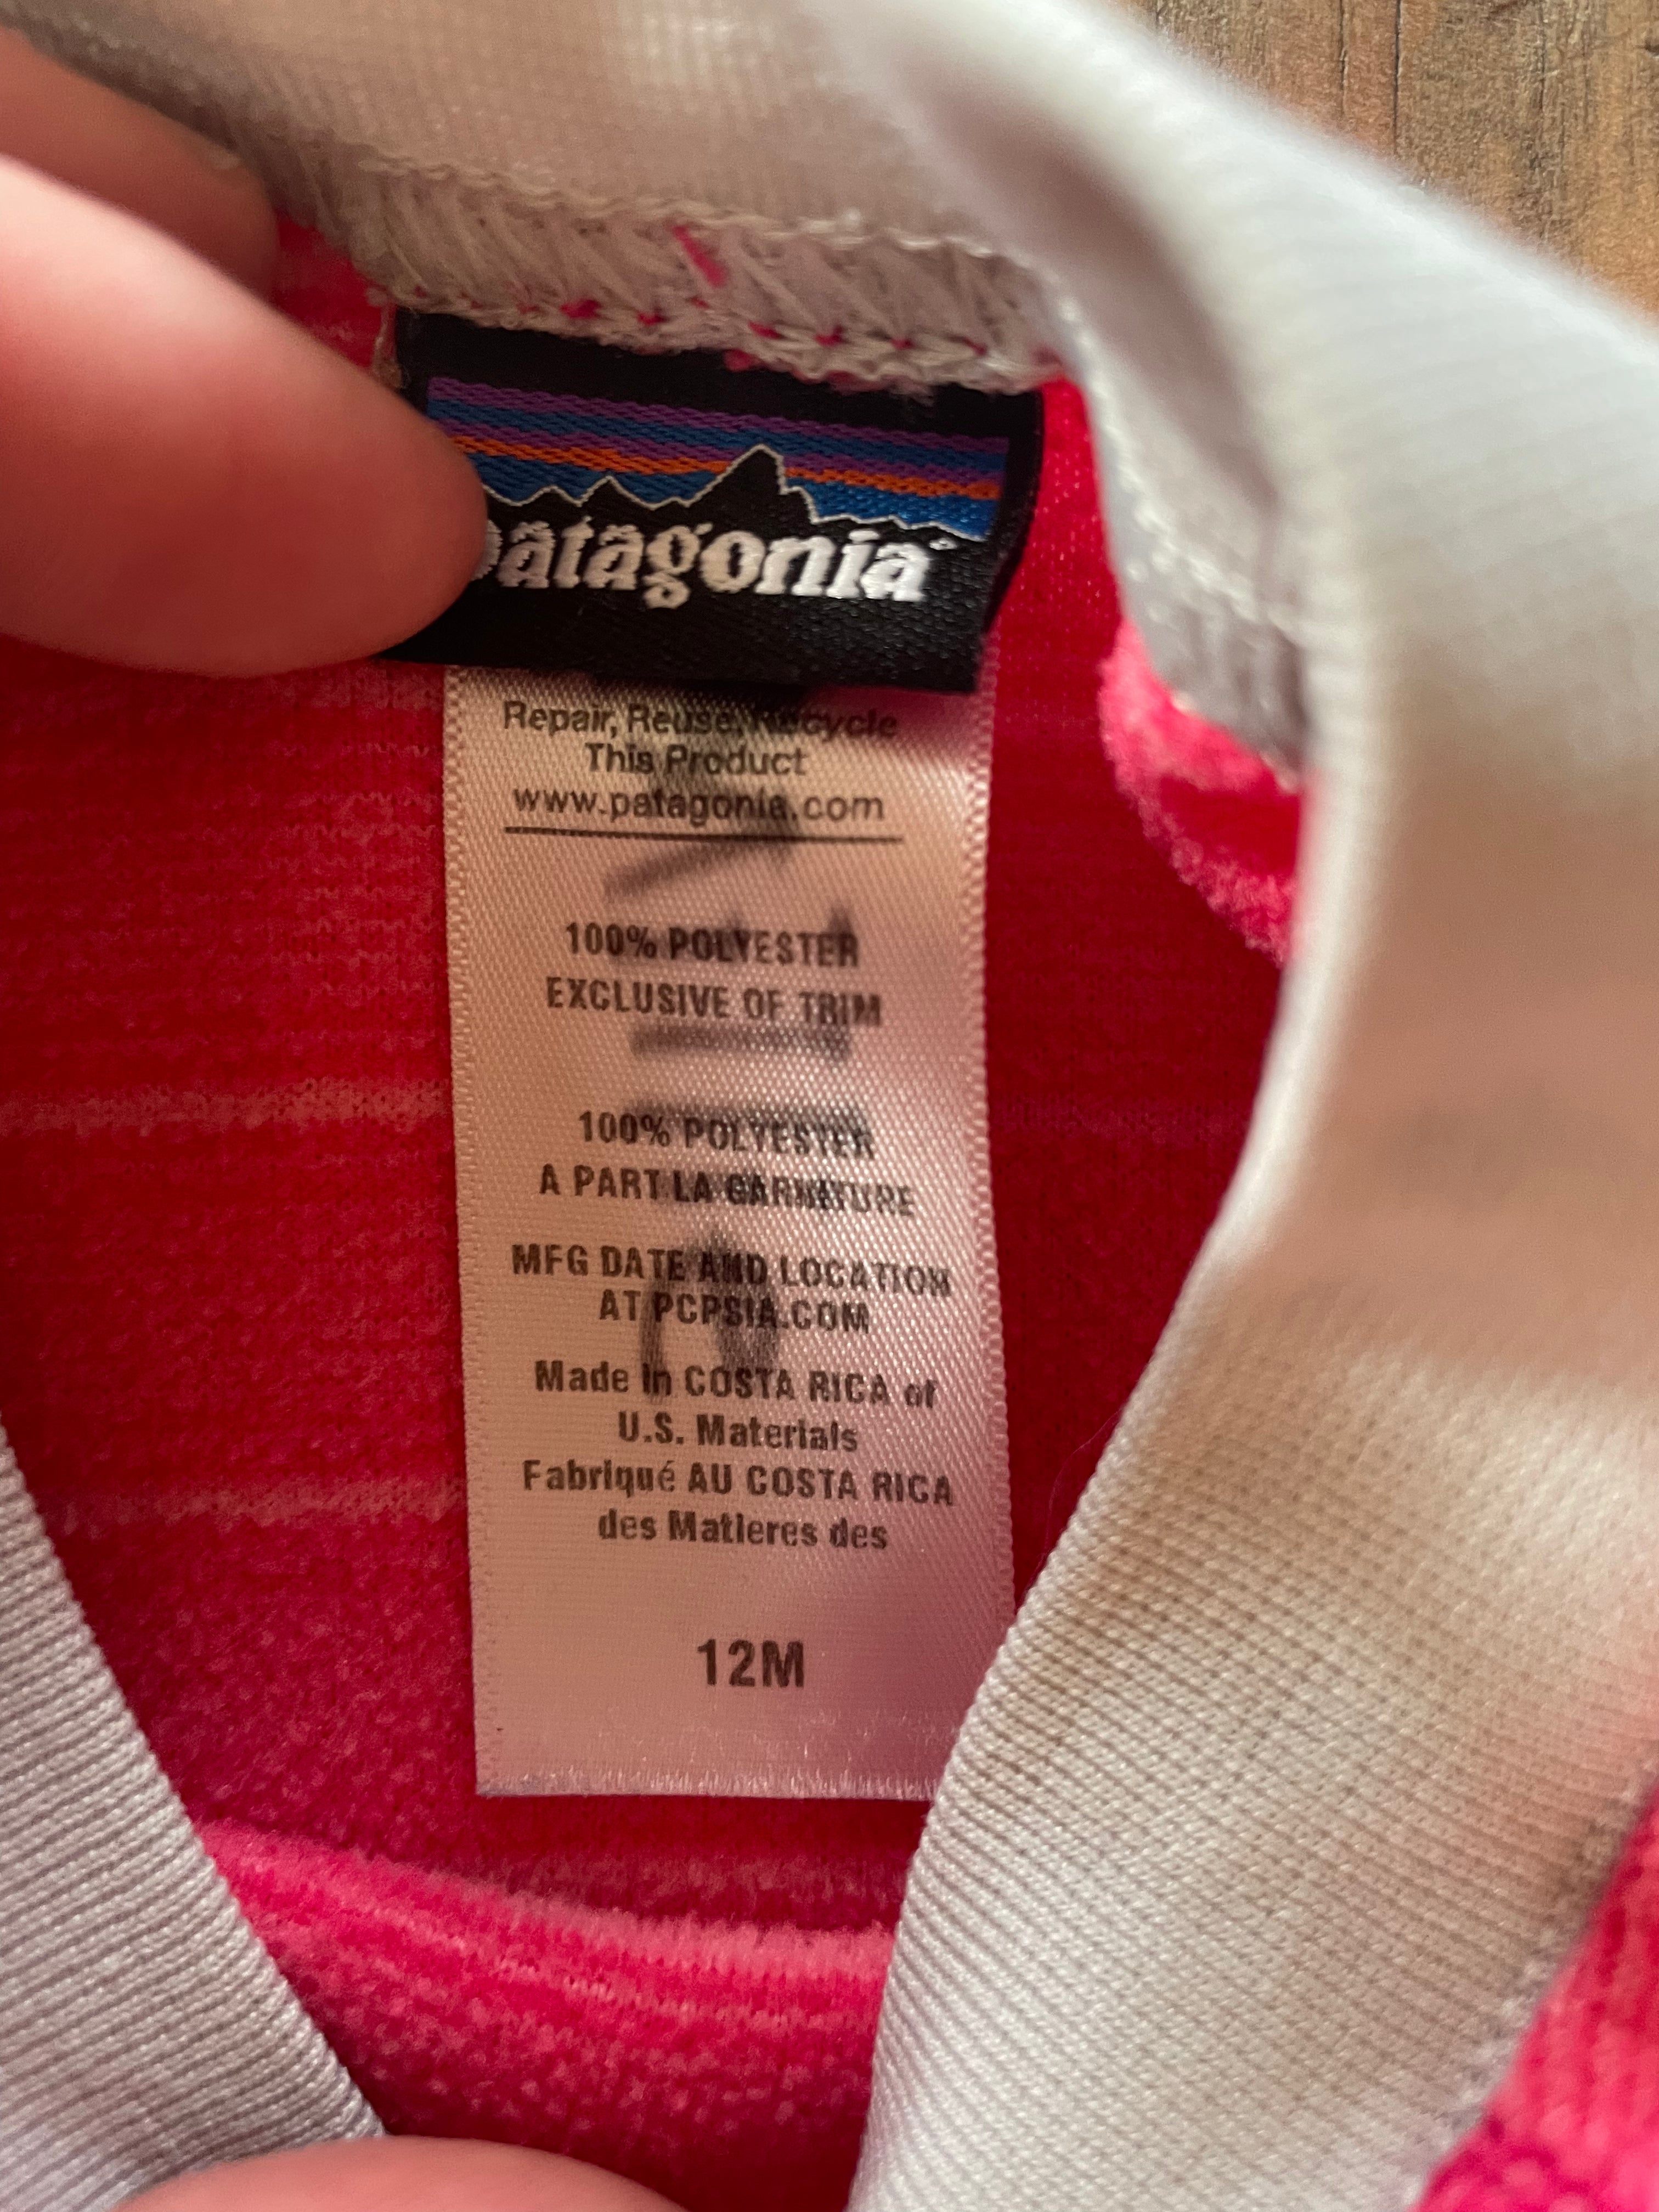 patagonia
Repair, Reuse, Recycle
This Product
www.patagonia.com
100% POLYESTER
EXCLUSIVE OF TRIM
100% POLYESTER
A PART LA GARNITURE
MFG DATE AND LOCATION
AT PCPSIA.COM
Made in COSTA RICA of
U.S. Materials
Fabriqué AU COSTA RICA
des Matieres des
12M